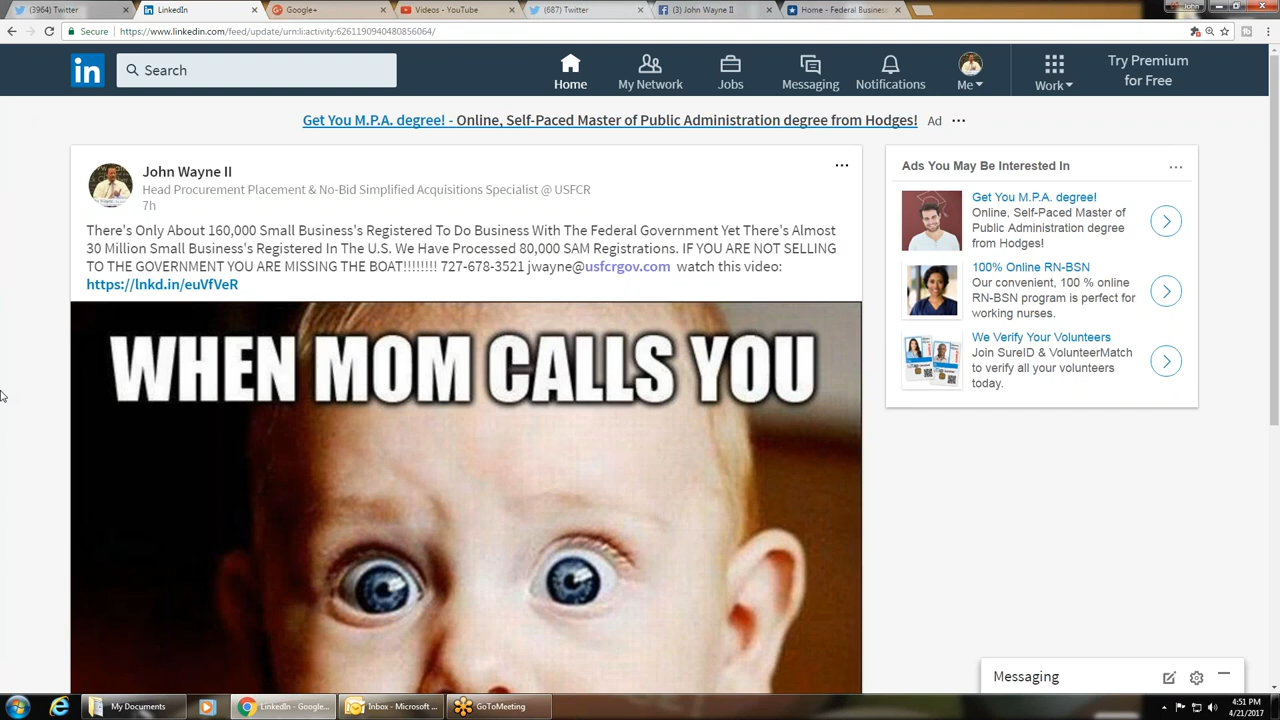 (3964) Twitter
LinkedIn
Google+
Videos - YouTube
(687) Twitter
(3) John Wayne II
Home - Federal Business
John
Secure
https://www.linkedin.com/feed/update/urn:li:activity:6261190940480856064/
in
Search
Home
My Network
Jobs
Messaging
Notifications
Me
Work
Try Premium
for Free
Get You M.P.A. degree! - Online, Self-Paced Master of Public Administration degree from Hodges! Ad
John Wayne II
Head Procurement Placement & No-Bid Simplified Acquisitions Specialist @ USFCR
7h
There's Only About 160,000 Small Business's Registered To Do Business With The Federal Government Yet There's Almost
30 Million Small Business's Registered In The U.S. We Have Processed 80,000 SAM Registrations. IF YOU ARE NOT SELLING
TO THE GOVERNMENT YOU ARE MISSING THE BOAT!!!!!!!! 727-678-3521 jwayne@usfcrgov.com watch this video:
https://lnkd.in/euVfVeR
WHEN MOM CALLS YOU
Ads You May Be Interested In
Get You M.P.A. degree!
Online, Self-Paced Master of
Public Administration degree
from Hodges!
100% Online RN-BSN
Our convenient, 100 % online
RN-BSN program is perfect for
working nurses.
We Verify Your Volunteers
Join SureID & VolunteerMatch
to verify all your volunteers
today.
Messaging
My Documents
LinkedIn - Google...
Inbox - Microsoft ...
GoToMeeting
4:51 PM
4/21/2017